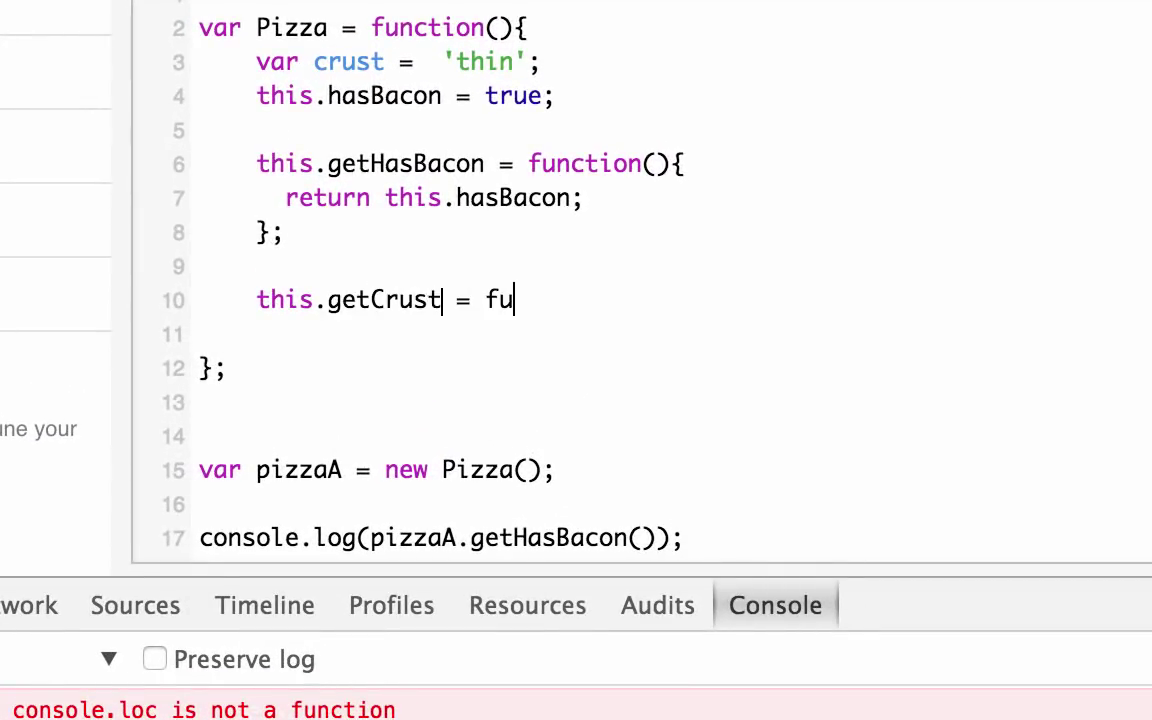 2 var Pizza = function(){
3 var crust =  'thin';
4 this.hasBacon = true;
5
6 this.getHasBacon = function(){
7 return this.hasBacon;
8 };
9
10 this.getCrust = fu
11
12 };
13
14
une your
15 var pizzaA = new Pizza();
16
17 console.log(pizzaA.getHasBacon());
work Sources Timeline Profiles Resources Audits Console
▼ Preserve log
console.loc is not a function